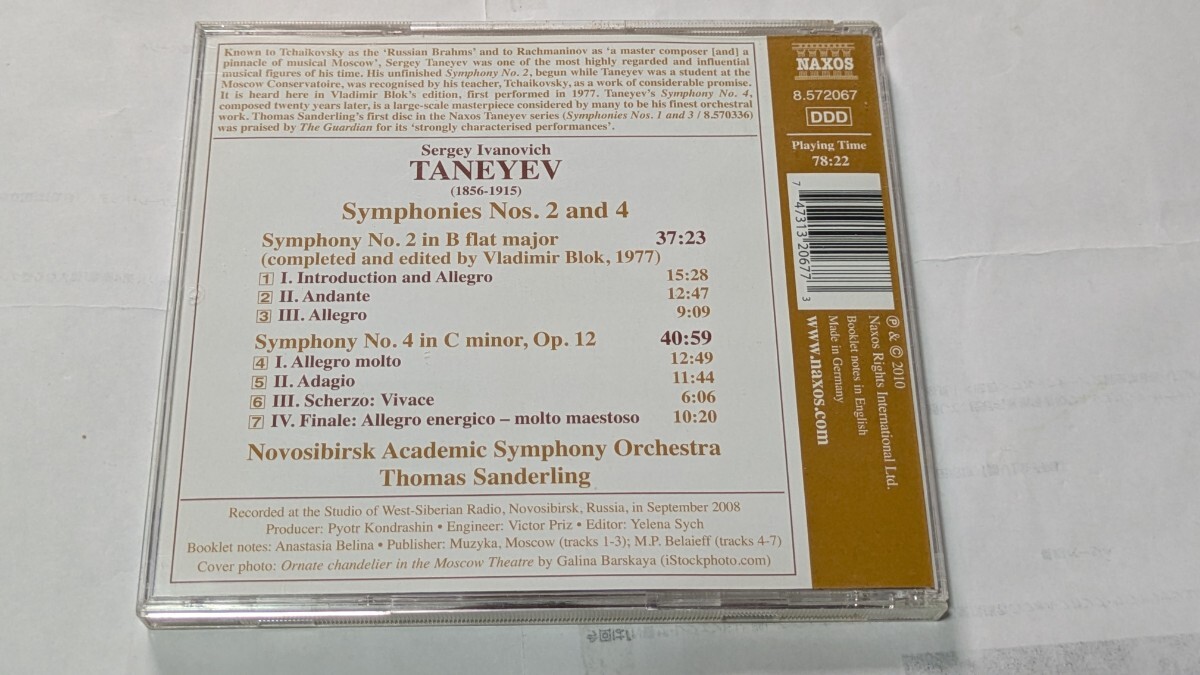 Known to Tchaikovsky as the 'Russian Brahms' and to Rachmaninov as 'a master composer [and] a
pinnacle of musical Moscow', Sergey Taneyev was one of the most highly regarded and influential
musical figures of his time. His unfinished Symphony No. 2, begun while Taneyev was a student at the
Moscow Conservatoire, was recognised by his teacher, Tchaikovsky, as a work of considerable promise.
It is heard here in Vladimir Blok's edition, first performed in 1977. Taneyev's Symphony No. 4,
composed twenty years later, is a large-scale masterpiece considered by many to be his finest orchestral
work. Thomas Sanderling's first disc in the Naxos Taneyev series (Symphonies Nos. 1 and 3 / 8.570336)
was praised by The Guardian for its 'strongly characterised performances'.
Sergey Ivanovich
TANEYEV
(1856-1915)
Symphonies Nos. 2 and 4
Symphony No. 2 in B flat major 37:23
(completed and edited by Vladimir Blok, 1977)
1 I. Introduction and Allegro 15:28
2 II. Andante 12:47
3 III. Allegro 9:09
Symphony No. 4 in C minor, Op. 12 40:59
4 I. Allegro molto 12:49
5 II. Adagio 11:44
6 III. Scherzo: Vivace 6:06
7 IV. Finale: Allegro energico – molto maestoso 10:20
Novosibirsk Academic Symphony Orchestra
Thomas Sanderling
Recorded at the Studio of West-Siberian Radio, Novosibirsk, Russia, in September 2008
Producer: Pyotr Kondrashin • Engineer: Victor Priz • Editor: Yelena Sych
Booklet notes: Anastasia Belina • Publisher: Muzyka, Moscow (tracks 1-3); M.P. Belaieff (tracks 4-7)
Cover photo: Ornate chandelier in the Moscow Theatre by Galina Barskaya (iStockphoto.com)
NAXOS
8.572067
DDD
Playing Time
78:22
7 47313 20677 3
℗ & © 2010
Naxos Rights International Ltd.
Booklet notes in English
Made in Germany
www.naxos.com